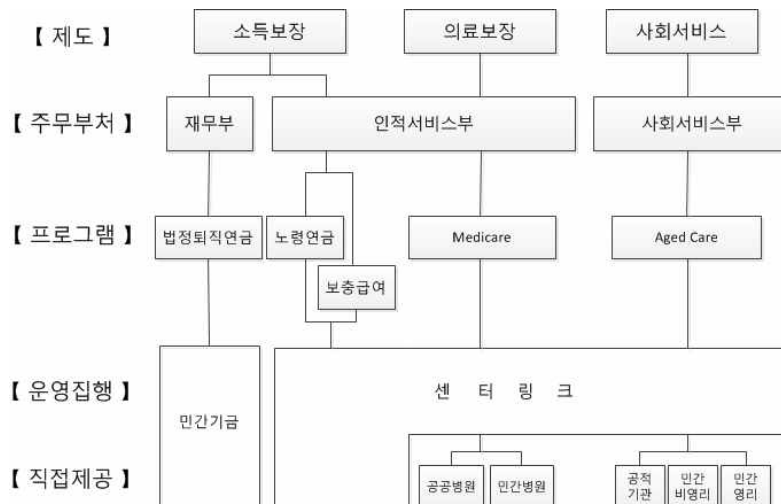 【 제도 】 소득보장 의료보장 사회서비스
【 주무부처 】 재무부 인적서비스부 사회서비스부
【 프로그램 】 법정퇴직연금 노령연금 Medicare Aged Care
보충급여
【 운영집행 】 센 터 링 크
민간기금
【 직접제공 】 공공병원 민간병원 공적 기관 민간 비영리 민간 영리